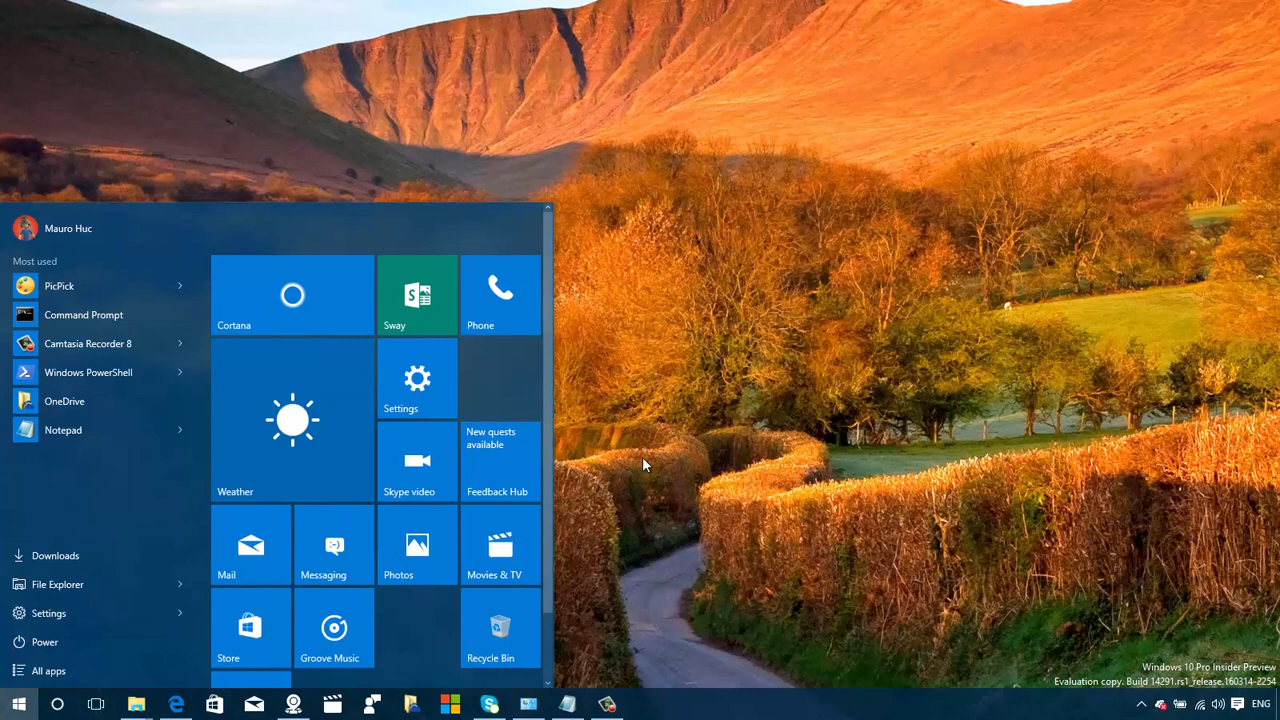 Mauro Huc
Most used
PicPick
Command Prompt
Camtasia Recorder 8
Windows PowerShell
OneDrive
Notepad
Downloads
File Explorer
Settings
Power
All apps
Cortana
Sway
Phone
Weather
Settings
Skype video
New quests
available
Feedback Hub
Mail
Messaging
Photos
Movies & TV
Store
Groove Music
Recycle Bin
Windows 10 Pro Insider Preview
Evaluation copy. Build 14291.rs1_release.160314-2254
ENG